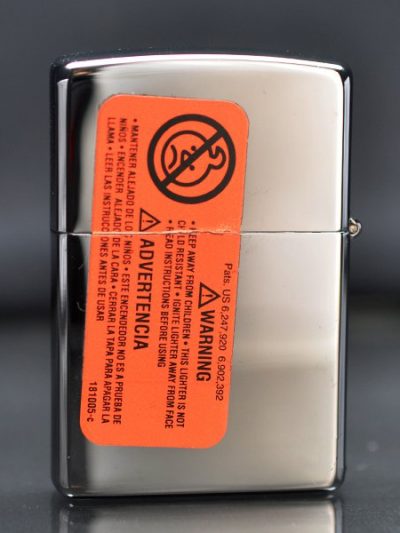 Pats. US 6,247,920 6,902,392
WARNING
• KEEP AWAY FROM CHILDREN • THIS LIGHTER IS NOT
CHILD RESISTANT • IGNITE LIGHTER AWAY FROM FACE
• READ INSTRUCTIONS BEFORE USING
ADVERTENCIA
• MANTENER ALEJADO DE LOS NIÑOS • ESTE ENCENDEDOR NO ES A PRUEBA DE
NIÑOS • ENCENDER ALEJADO DE LA CARA • CERRAR LA TAPA PARA APAGAR LA
LLAMA • LEER LAS INSTRUCCIONES ANTES DE USAR
181005-c